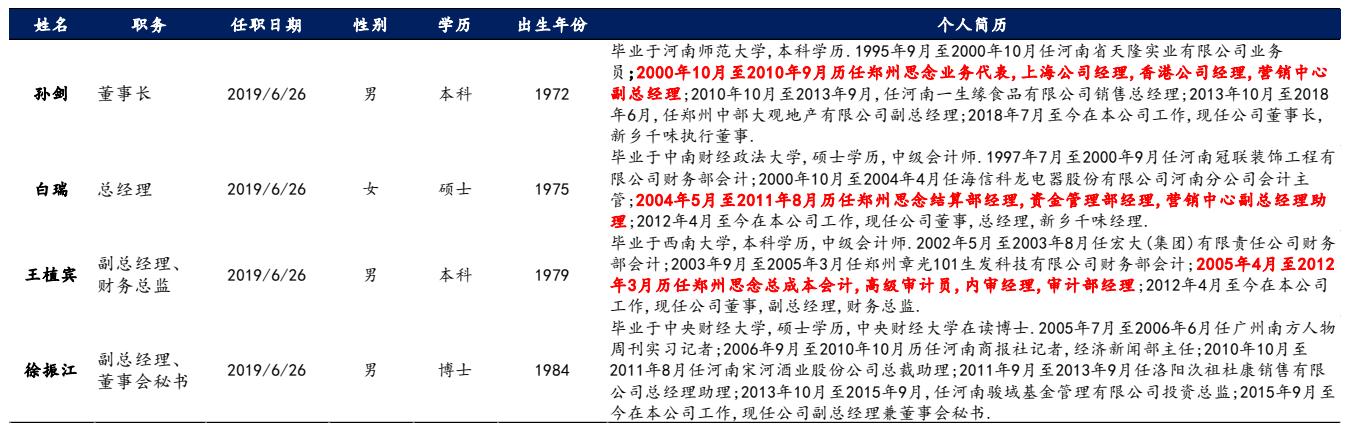 姓名 职务 任职日期 性别 学历 出生年份 个人简历
毕业于河南师范大学,本科学历.1995年9月至2000年10月任河南省天隆实业有限公司业务
员;2000年10月至2010年9月历任郑州思念业务代表,上海公司经理,香港公司经理,营销中心
孙剑 董事长 2019/6/26 男 本科 1972 副总经理;2010年10月至2013年9月,任河南一生缘食品有限公司销售总经理;2013年10月至2018
年6月,任郑州中部大观地产有限公司副总经理;2018年7月至今在本公司工作,现任公司董事长,
新乡千味执行董事.
毕业于中南财经政法大学,硕士学历,中级会计师.1997年7月至2000年9月任河南冠联装饰工程有
限公司财务部会计;2000年10月至2004年4月任海信科龙电器股份有限公司河南分公司会计主
白瑞 总经理 2019/6/26 女 硕士 1975 管;2004年5月至2011年8月历任郑州思念结算部经理,资金管理部经理,营销中心副总经理助
理;2012年4月至今在本公司工作,现任公司董事,总经理,新乡千味经理.
毕业于西南大学,本科学历,中级会计师.2002年5月至2003年8月任宏大(集团)有限责任公司财务
副总经理、 部会计;2003年9月至2005年3月任郑州章光101生发科技有限公司财务部会计;2005年4月至2012
王植宾 财务总监 2019/6/26 男 本科 1979 年3月历任郑州思念总成本会计,高级审计员,内审经理,审计部经理;2012年4月至今在本公司
工作,现任公司董事,副总经理,财务总监.
毕业于中央财经大学,硕士学历,中央财经大学在读博士.2005年7月至2006年6月任广州南方人物
周刊实习记者;2006年9月至2010年10月历任河南商报社记者,经济新闻部主任;2010年10月至
徐振江 副总经理、 2019/6/26 男 博士 1984 2011年8月任河南宋河酒业股份公司总裁助理;2011年9月至2013年9月任洛阳汣祖杜康销售有限
董事会秘书 公司总经理助理;2013年10月至2015年9月,任河南骏域基金管理有限公司投资总监;2015年9月至
今在本公司工作,现任公司副总经理兼董事会秘书.